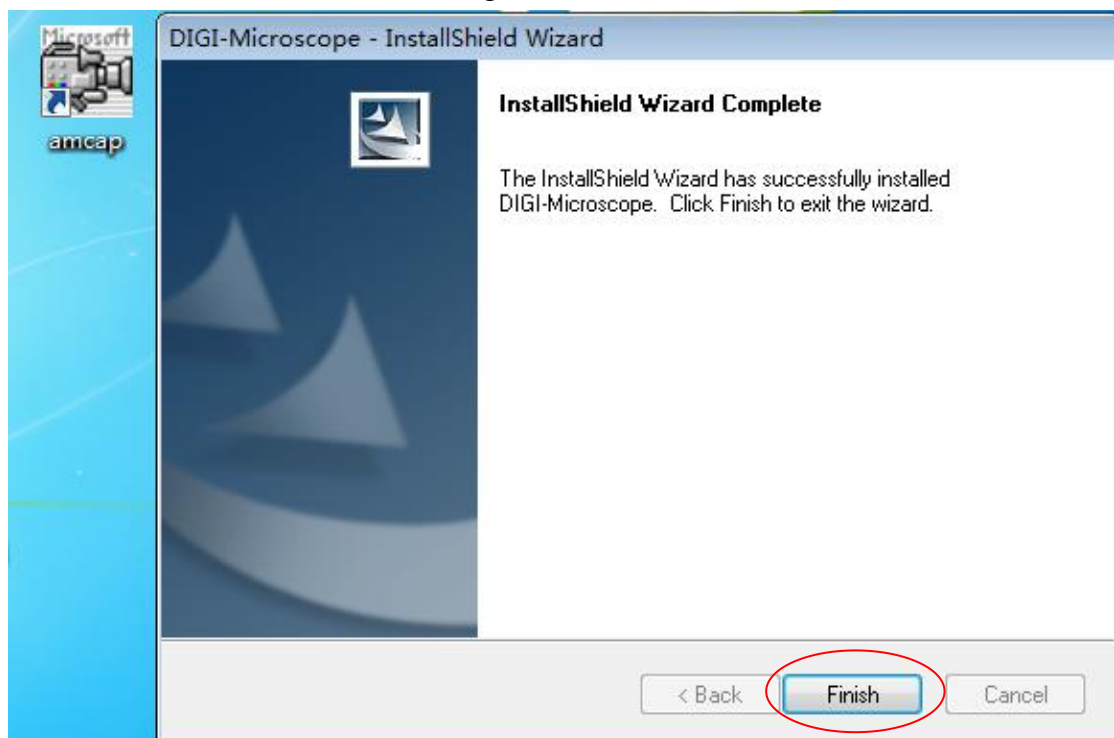 Microsoft
amcap
DIGI-Microscope - InstallShield Wizard
InstallShield Wizard Complete
The InstallShield Wizard has successfully installed
DIGI-Microscope. Click Finish to exit the wizard.
< Back
Finish
Cancel